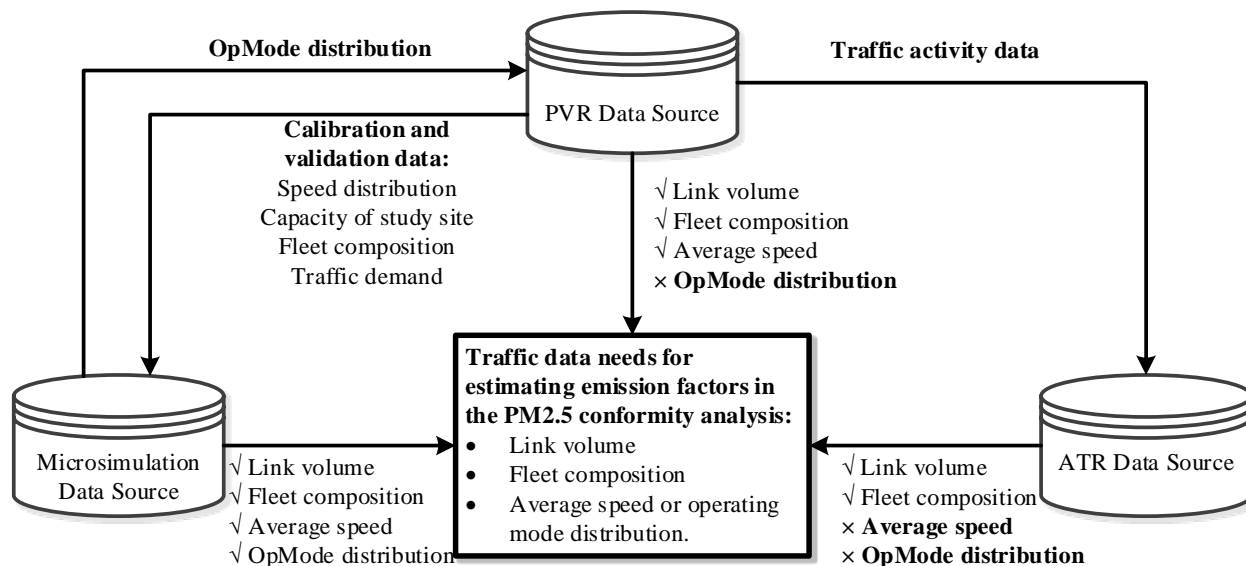 OpMode distribution
PVR Data Source
Traffic activity data
Calibration and
validation data:
Speed distribution
Capacity of study site
Fleet composition
Traffic demand
√ Link volume
√ Fleet composition
√ Average speed
× OpMode distribution
Traffic data needs for
estimating emission factors in
the PM2.5 conformity analysis:
• Link volume
• Fleet composition
• Average speed or operating
mode distribution.
Microsimulation
Data Source
√ Link volume
√ Fleet composition
√ Average speed
√ OpMode distribution
ATR Data Source
√ Link volume
√ Fleet composition
× Average speed
× OpMode distribution